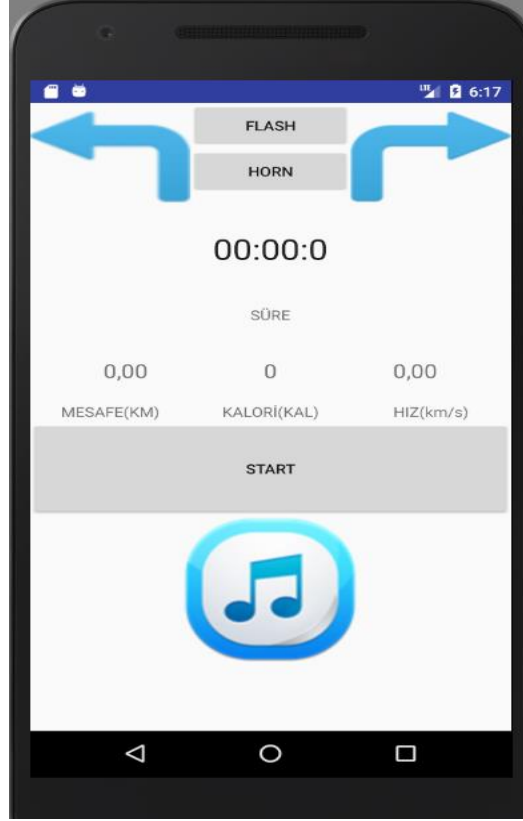 LTE 6:17
FLASH
HORN
00:00:0
SÜRE
0,00 0 0,00
MESAFE(KM) KALORİ(KAL) HIZ(km/s)
START